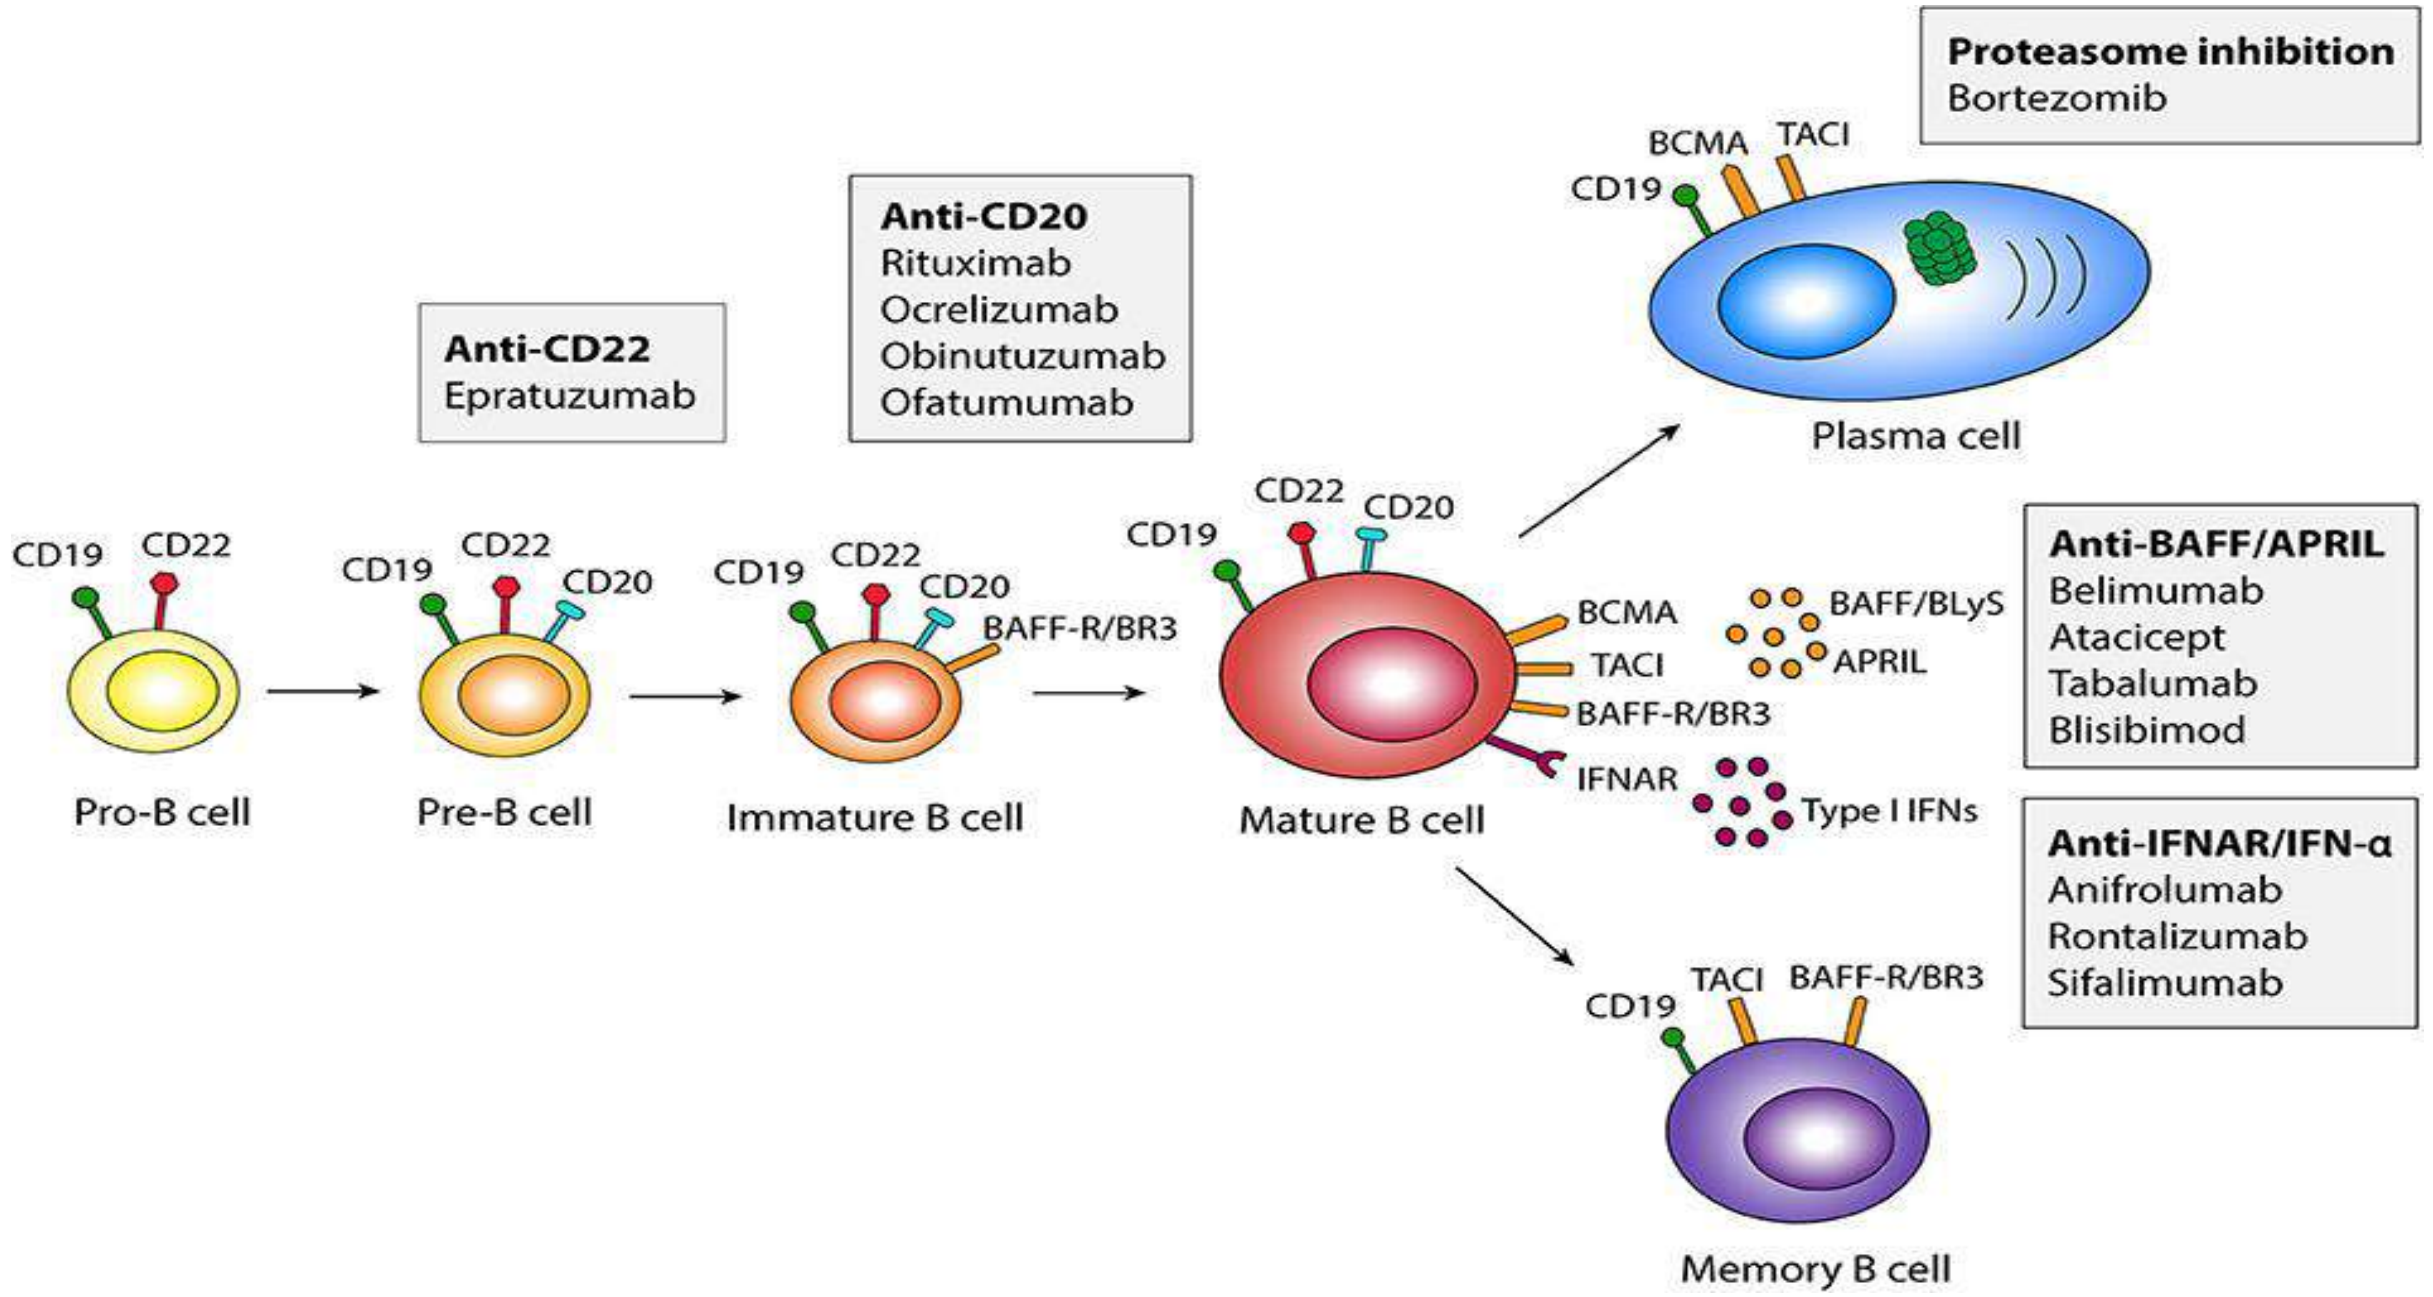 Proteasome inhibition
Bortezomib
BCMA
TACI
CD19
Plasma cell
Anti-CD20
Rituximab
Ocrelizumab
Obinutuzumab
Ofatumumab
Anti-CD22
Epratuzumab
CD19
CD22
Pro-B cell
CD19
CD22
CD20
Pre-B cell
CD19
CD22
CD20
BAFF-R/BR3
Immature B cell
CD19
CD22
CD20
BCMA
TACI
BAFF-R/BR3
IFNAR
Mature B cell
BAFF/BLyS
APRIL
Type I IFNs
Anti-BAFF/APRIL
Belimumab
Atacicept
Tabalumab
Blisibimod
Anti-IFNAR/IFN-α
Anifrolumab
Rontalizumab
Sifalimumab
CD19
TACI
BAFF-R/BR3
Memory B cell